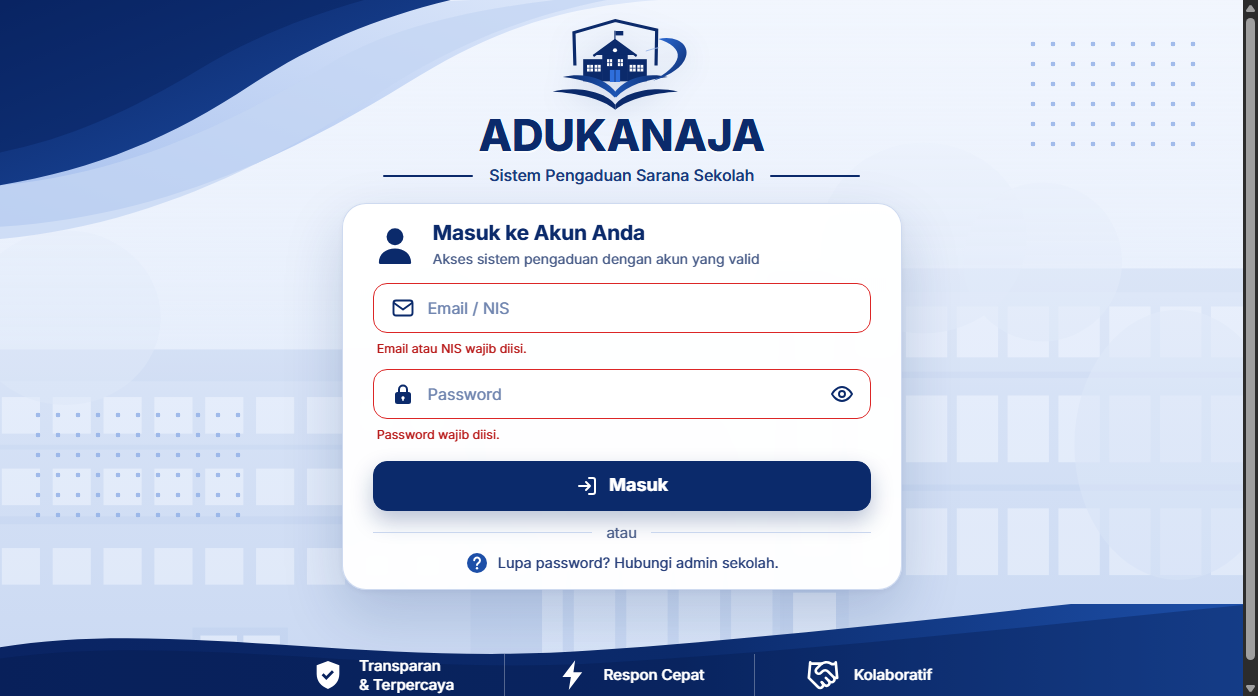 ADUKANAJA
Sistem Pengaduan Sarana Sekolah
Masuk ke Akun Anda
Akses sistem pengaduan dengan akun yang valid
Email / NIS
Email atau NIS wajib diisi.
Password
Password wajib diisi.
Masuk
atau
Lupa password? Hubungi admin sekolah.
Transparan
& Terpercaya
Respon Cepat
Kolaboratif